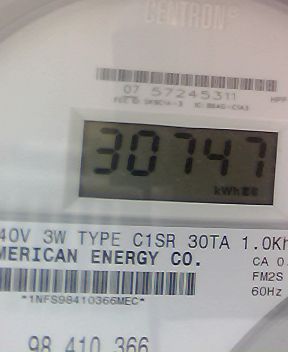 CENTRON®
07 57245311
30747
kWh
40V 3W TYPE C1SR 30TA 1.0Kh
MERICAN ENERGY CO.
CA 0.
FM2S
60Hz
*1NFS98410366MEC*
98 410 366